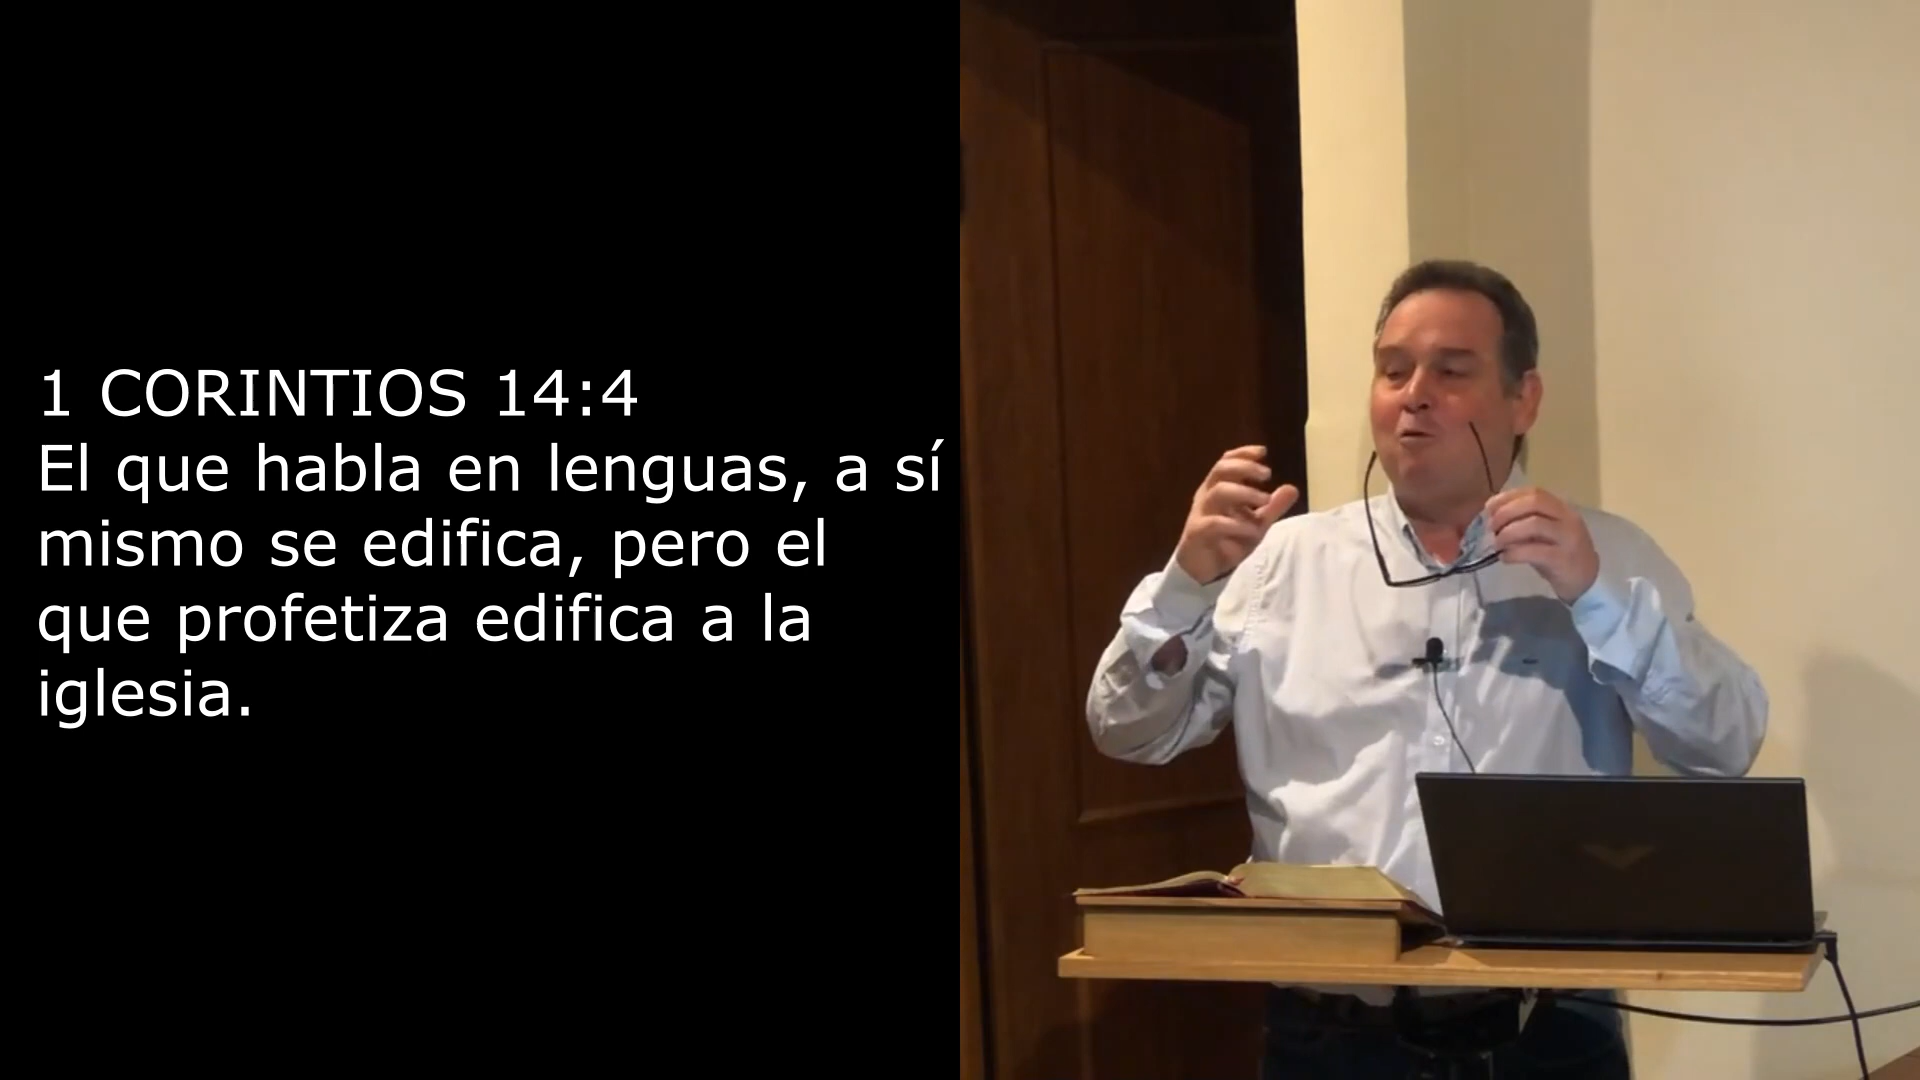 1 CORINTIOS 14:4
El que habla en lenguas, a sí
mismo se edifica, pero el
que profetiza edifica a la
iglesia.